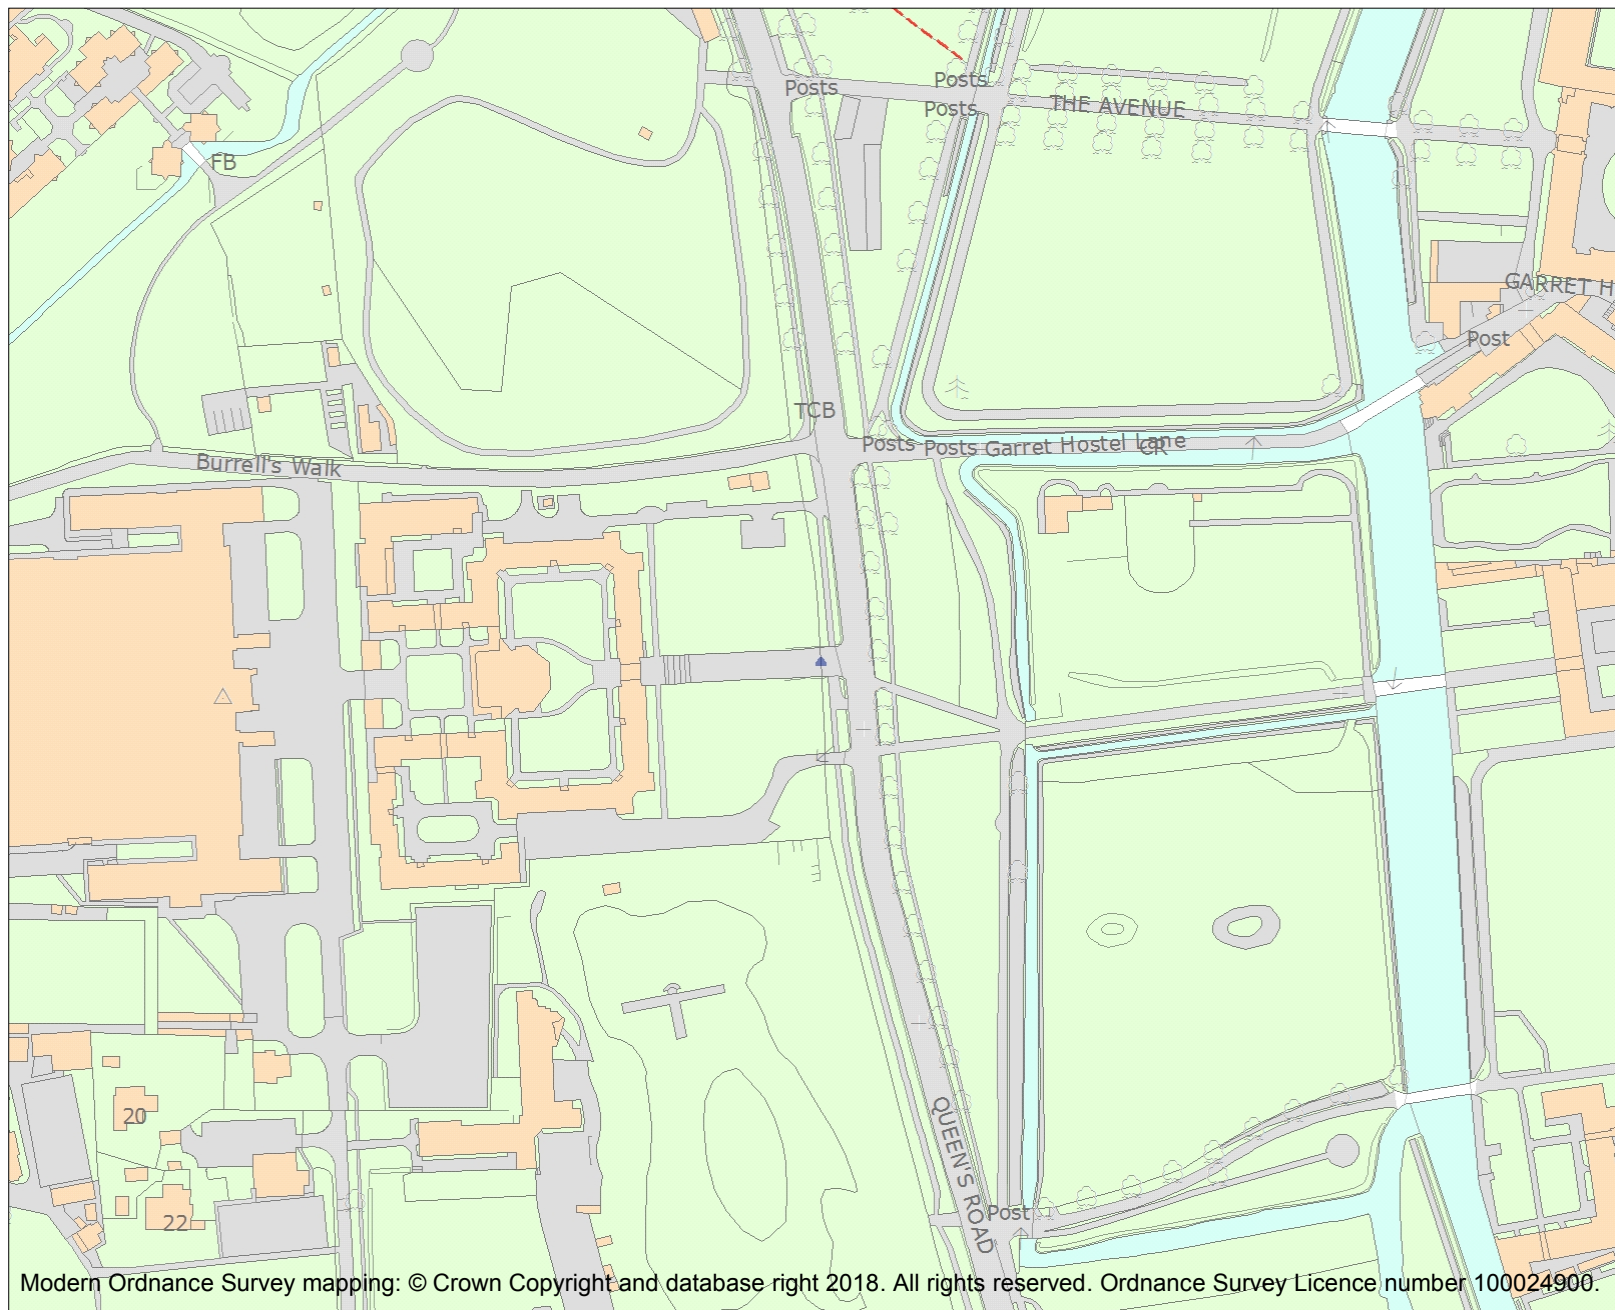 Posts
Posts
Posts
THE AVENUE
FB
GARRET H
Post
TCB
Posts
Posts
Garret Hostel Lane
CR
Burrell's Walk
20
QUEEN'S ROAD
Post
22
Modern Ordnance Survey mapping: © Crown Copyright and database right 2018. All rights reserved. Ordnance Survey Licence number 100024900.